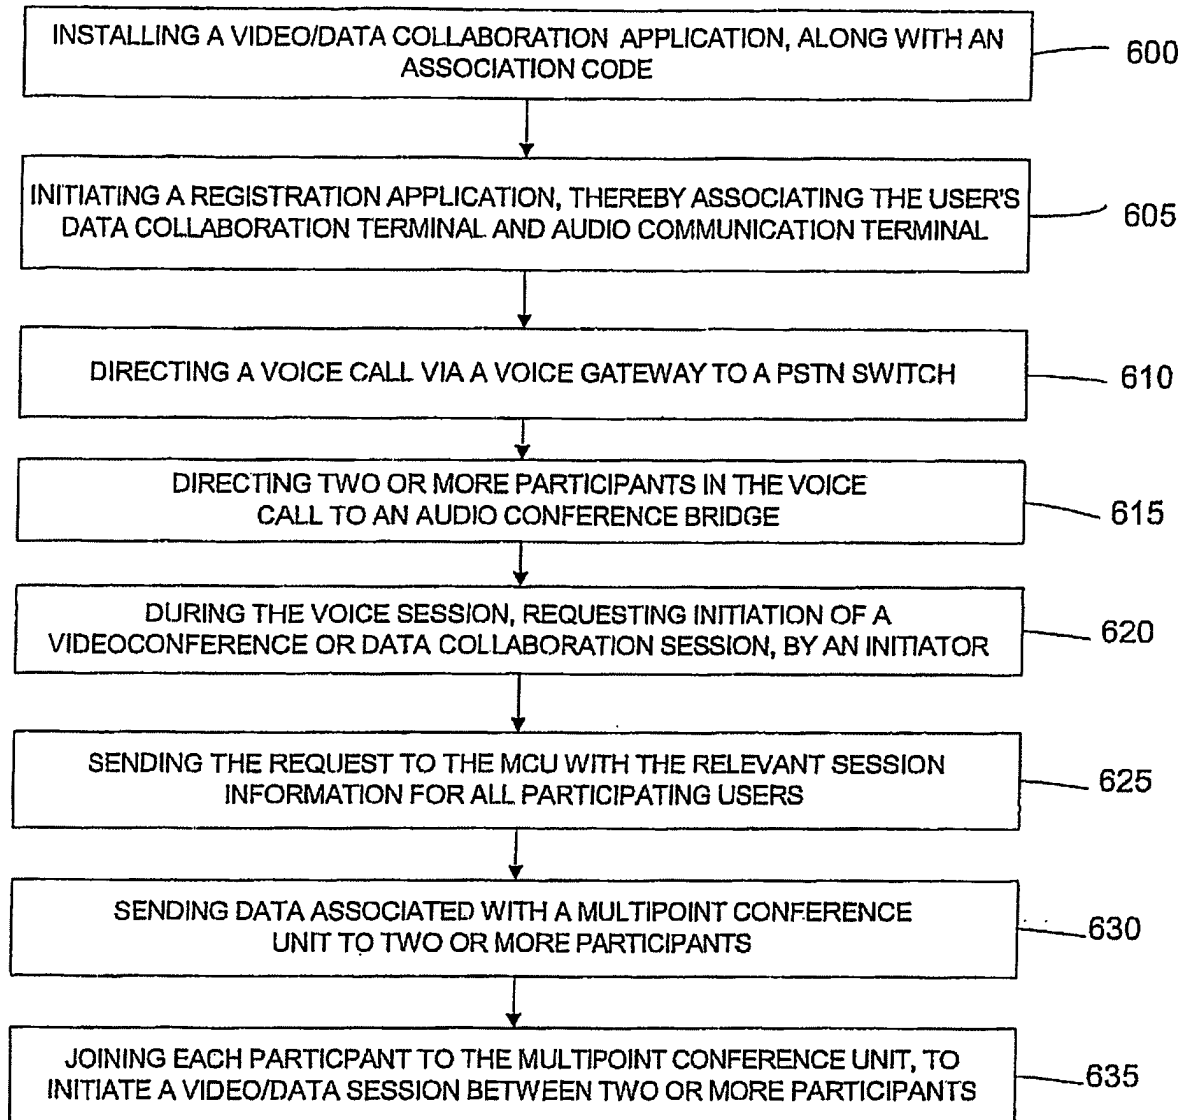 INSTALLING A VIDEO/DATA COLLABORATION APPLICATION, ALONG WITH AN
ASSOCIATION CODE
600
INITIATING A REGISTRATION APPLICATION, THEREBY ASSOCIATING THE USER'S
DATA COLLABORATION TERMINAL AND AUDIO COMMUNICATION TERMINAL
605
DIRECTING A VOICE CALL VIA A VOICE GATEWAY TO A PSTN SWITCH
610
DIRECTING TWO OR MORE PARTICIPANTS IN THE VOICE
CALL TO AN AUDIO CONFERENCE BRIDGE
615
DURING THE VOICE SESSION, REQUESTING INITIATION OF A
VIDEOCONFERENCE OR DATA COLLABORATION SESSION, BY AN INITIATOR
620
SENDING THE REQUEST TO THE MCU WITH THE RELEVANT SESSION
INFORMATION FOR ALL PARTICIPATING USERS
625
SENDING DATA ASSOCIATED WITH A MULTIPOINT CONFERENCE
UNIT TO TWO OR MORE PARTICIPANTS
630
JOINING EACH PARTICPANT TO THE MULTIPOINT CONFERENCE UNIT, TO
INITIATE A VIDEO/DATA SESSION BETWEEN TWO OR MORE PARTICIPANTS
635